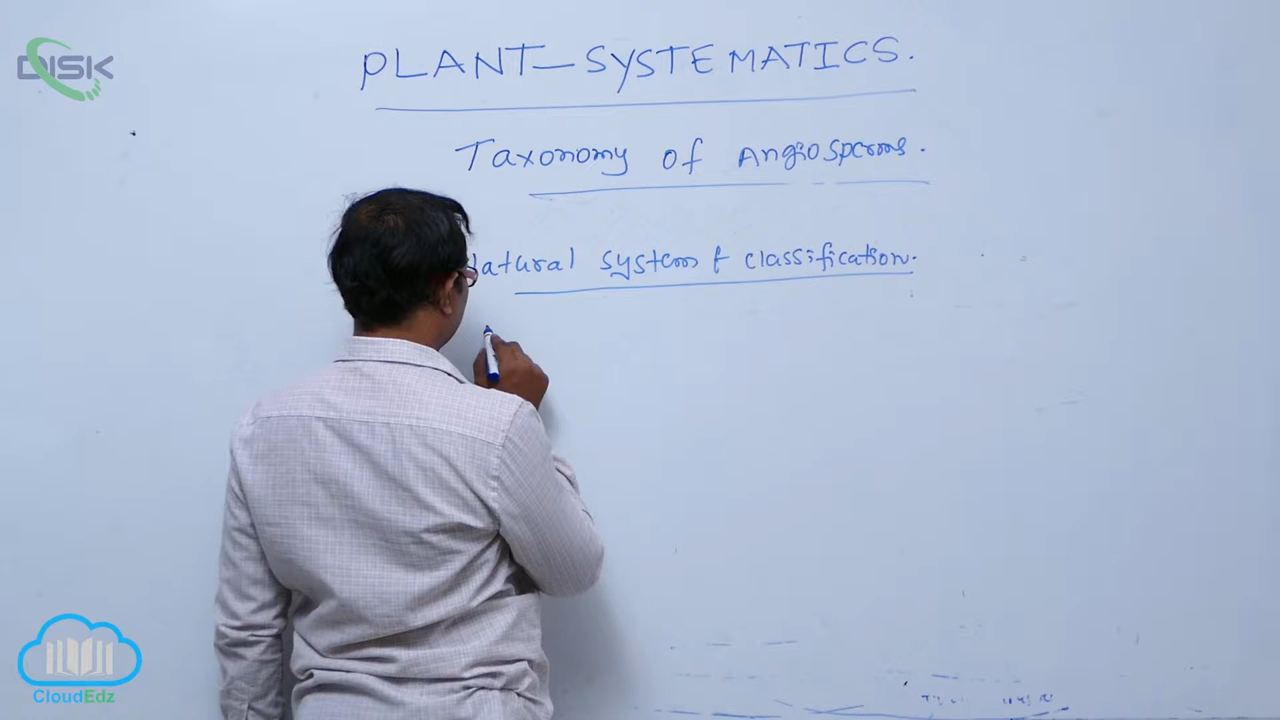 DISK
PLANT-SYSTEMATICS.
Taxonomy of Angiosperms.
Natural system of classification.
CloudEdz